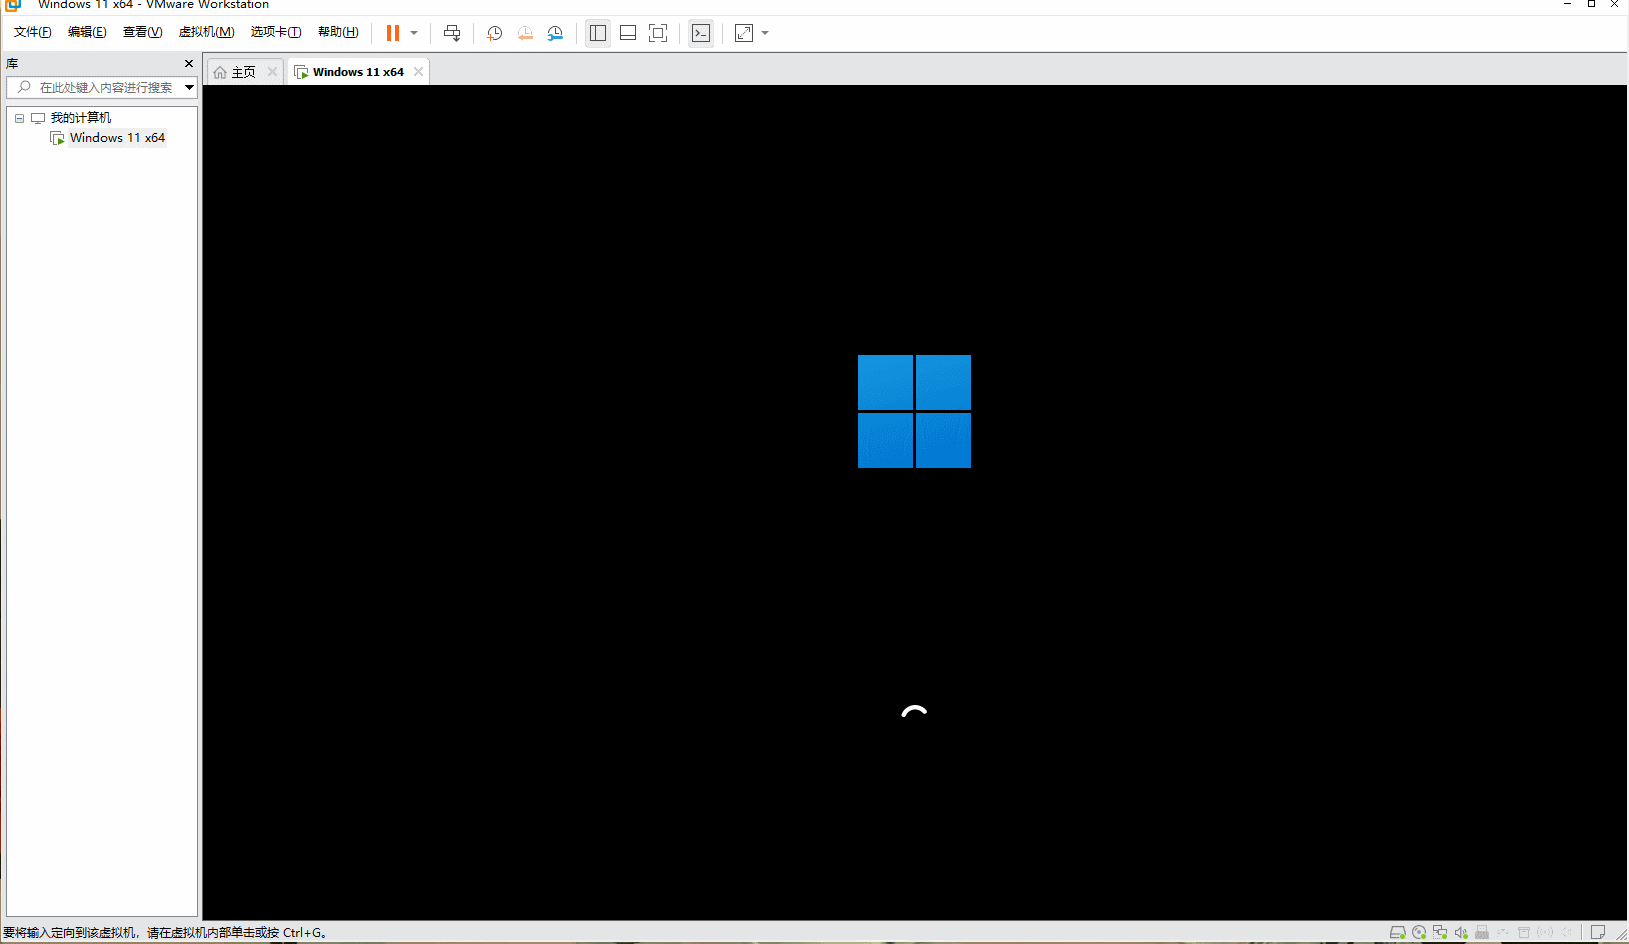 Windows 11 x64 - VMware Workstation
文件(F) 编辑(E) 查看(V) 虚拟机(M) 选项卡(T) 帮助(H)
库
主页 Windows 11 x64
在此处键入内容进行搜索
我的计算机
Windows 11 x64
要将输入定向到该虚拟机，请在虚拟机内部单击或按 Ctrl+G。